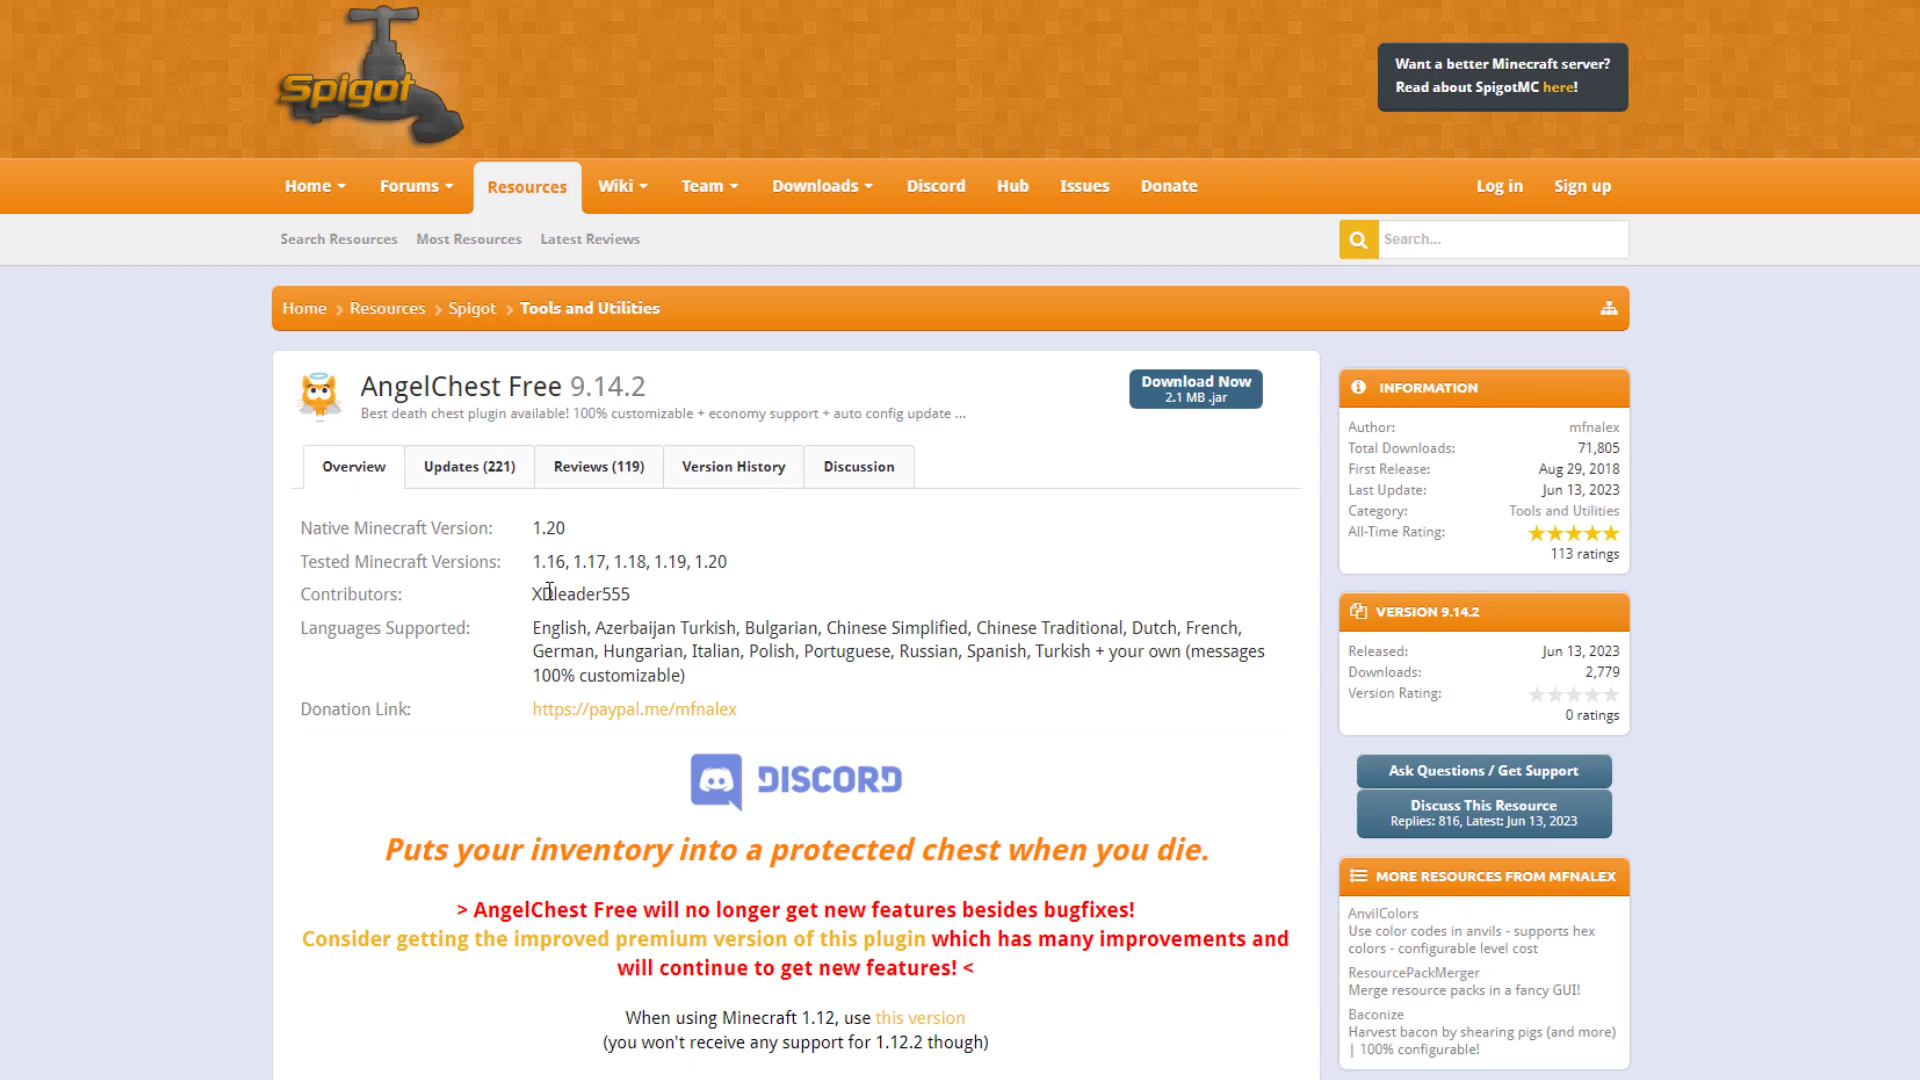 Spigot
Want a better Minecraft server?
Read about SpigotMC here!
Home Forums Resources Wiki Team Downloads Discord Hub Issues Donate Log in Sign up
Search Resources Most Resources Latest Reviews Search...
Home Resources Spigot Tools and Utilities
AngelChest Free 9.14.2
Best death chest plugin available! 100% customizable + economy support + auto config update ...
Download Now
2.1 MB .jar
Overview Updates (221) Reviews (119) Version History Discussion
Native Minecraft Version: 1.20
Tested Minecraft Versions: 1.16, 1.17, 1.18, 1.19, 1.20
Contributors: XDleader555
Languages Supported: English, Azerbaijan Turkish, Bulgarian, Chinese Simplified, Chinese Traditional, Dutch, French,
German, Hungarian, Italian, Polish, Portuguese, Russian, Spanish, Turkish + your own (messages
100% customizable)
Donation Link: https://paypal.me/mfnalex
DISCORD
Puts your inventory into a protected chest when you die.
> AngelChest Free will no longer get new features besides bugfixes!
Consider getting the improved premium version of this plugin which has many improvements and
will continue to get new features! <
When using Minecraft 1.12, use this version
(you won't receive any support for 1.12.2 though)
INFORMATION
Author: mfnalex
Total Downloads: 71,805
First Release: Aug 29, 2018
Last Update: Jun 13, 2023
Category: Tools and Utilities
All-Time Rating:
113 ratings
VERSION 9.14.2
Released: Jun 13, 2023
Downloads: 2,779
Version Rating:
0 ratings
Ask Questions / Get Support
Discuss This Resource
Replies: 816, Latest: Jun 13, 2023
MORE RESOURCES FROM MFNALEX
AnvilColors
Use color codes in anvils - supports hex
colors - configurable level cost
ResourcePackMerger
Merge resource packs in a fancy GUI!
Baconize
Harvest bacon by shearing pigs (and more)
| 100% configurable!